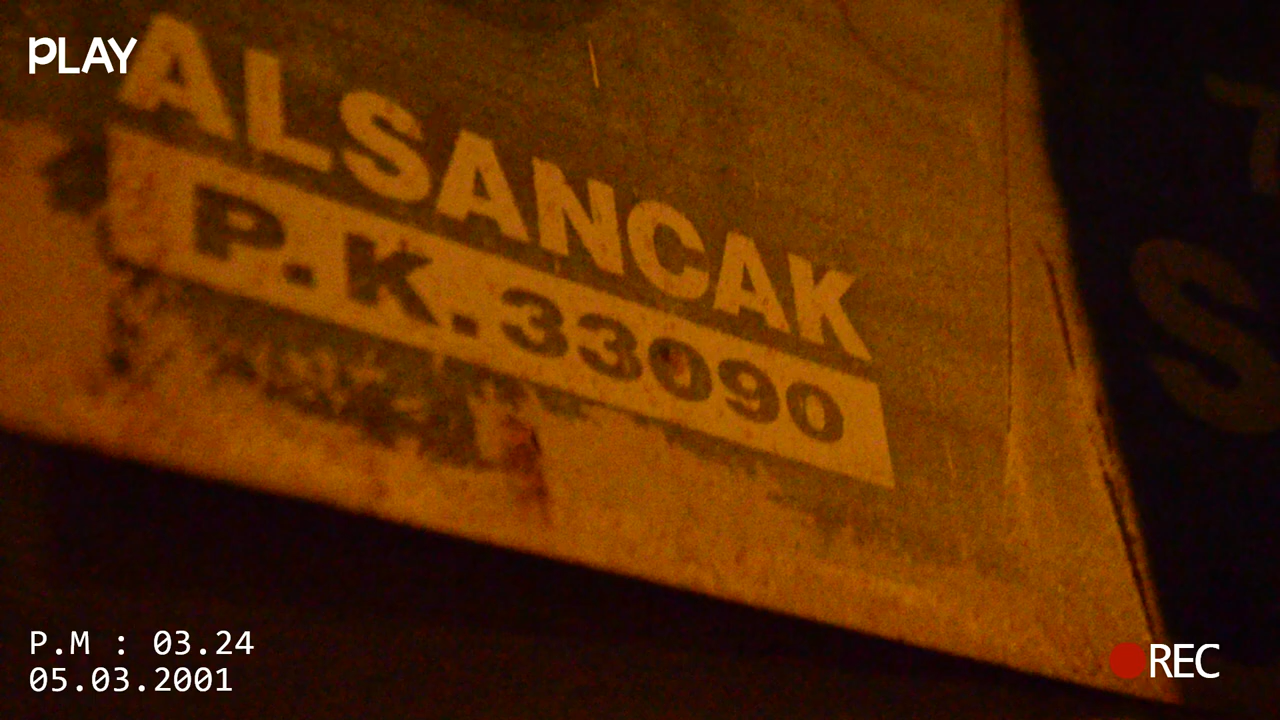 PLAY
ALSANCAK
P.K.33090
S
P.M : 03.24
05.03.2001
REC